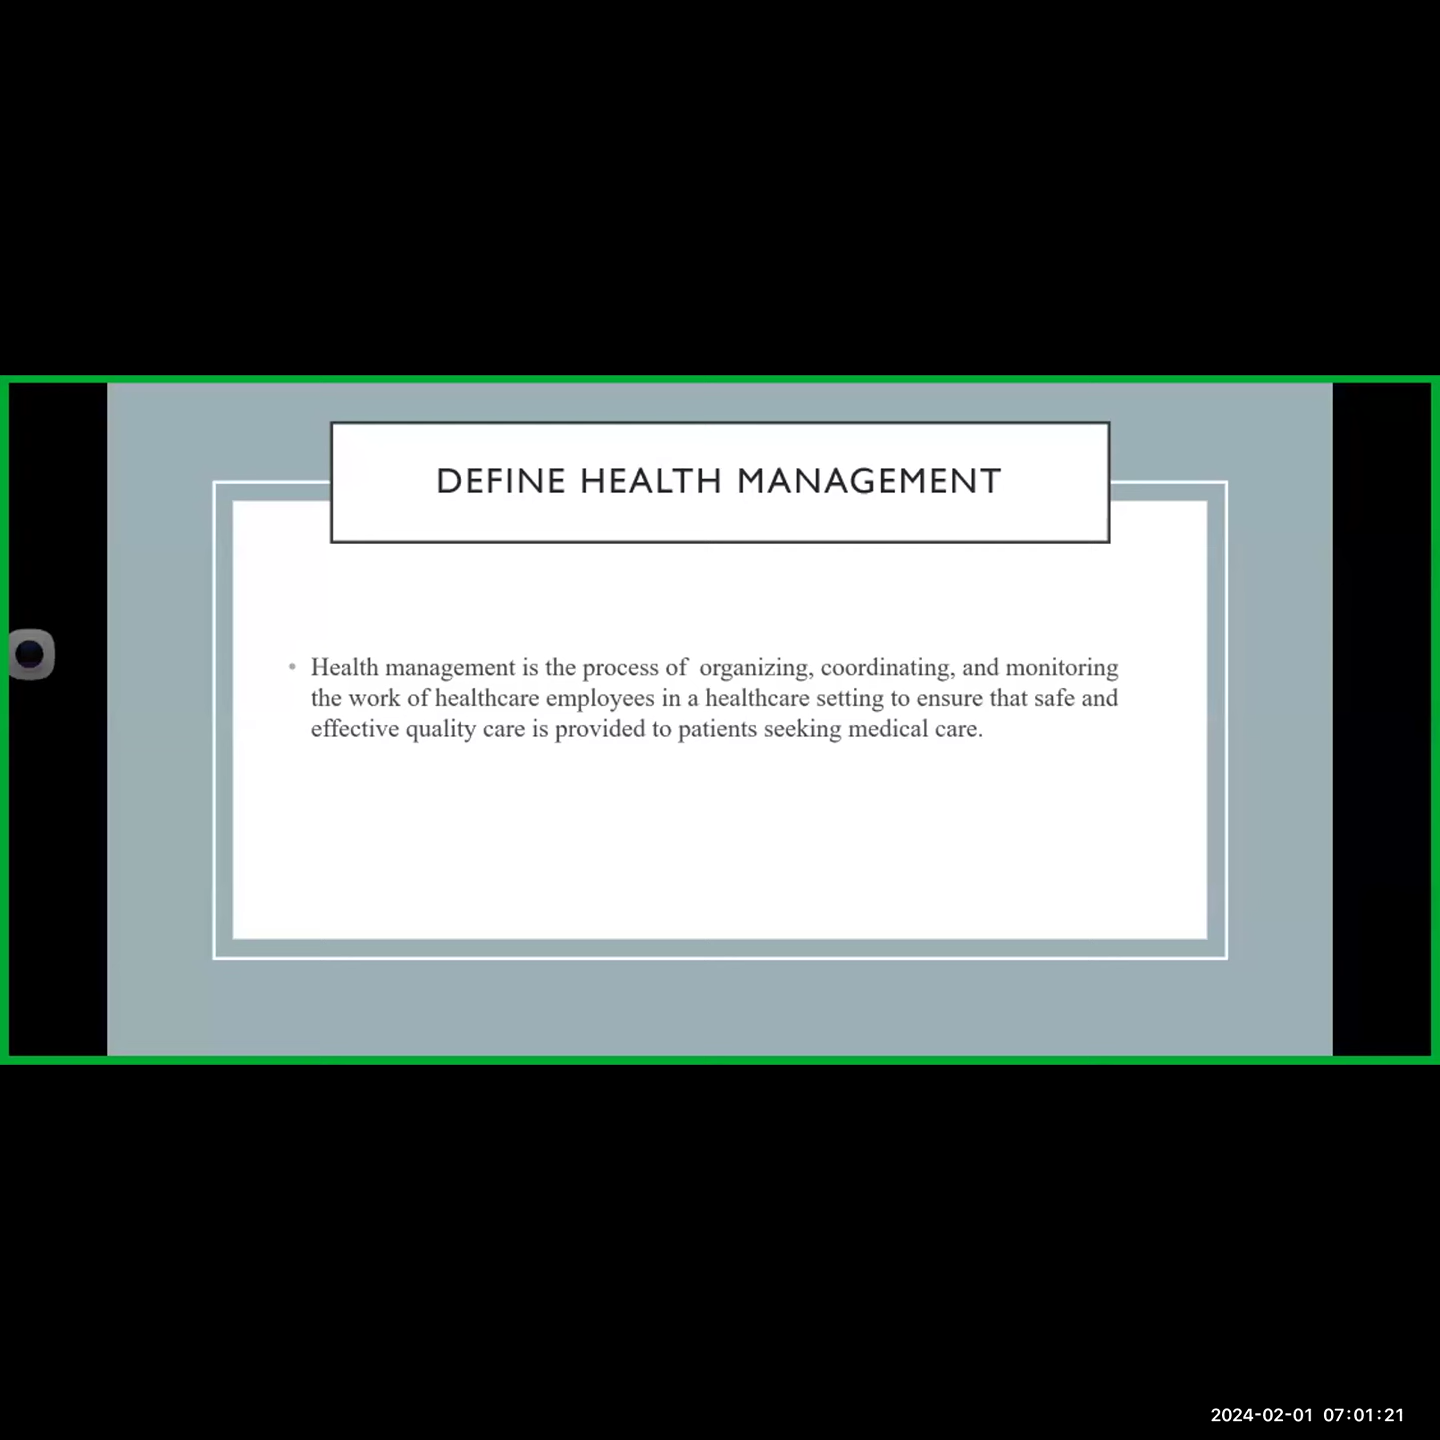 DEFINE HEALTH MANAGEMENT
• Health management is the process of  organizing, coordinating, and monitoring
the work of healthcare employees in a healthcare setting to ensure that safe and
effective quality care is provided to patients seeking medical care.
2024-02-01 07:01:21